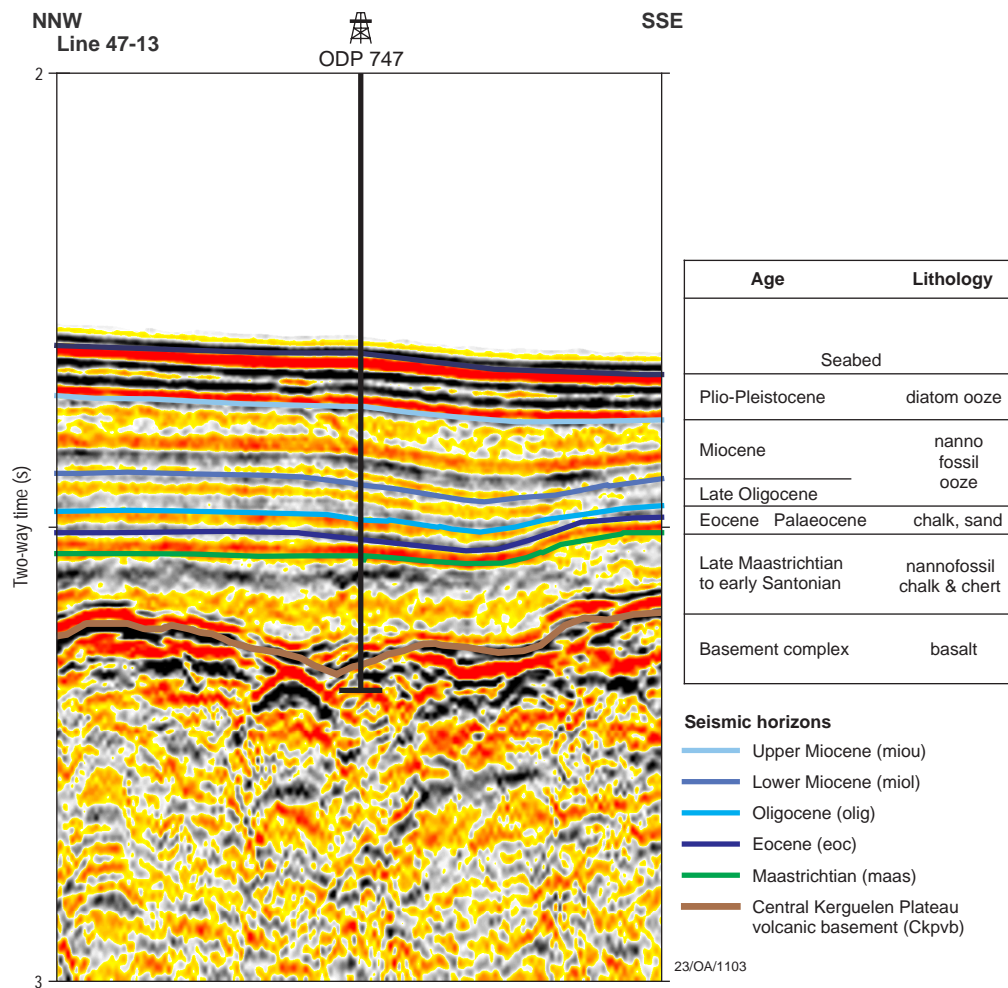 NNW
SSE
Line 47-13
ODP 747
2
Two-way time (s)
3
Age Lithology
Seabed
Plio-Pleistocene diatom ooze
Miocene nanno
fossil
ooze
Late Oligocene
Eocene Palaeocene chalk, sand
Late Maastrichtian nannofossil
to early Santonian chalk & chert
Basement complex basalt
Seismic horizons
Upper Miocene (miou)
Lower Miocene (miol)
Oligocene (olig)
Eocene (eoc)
Maastrichtian (maas)
Central Kerguelen Plateau
volcanic basement (Ckpvb)
23/OA/1103